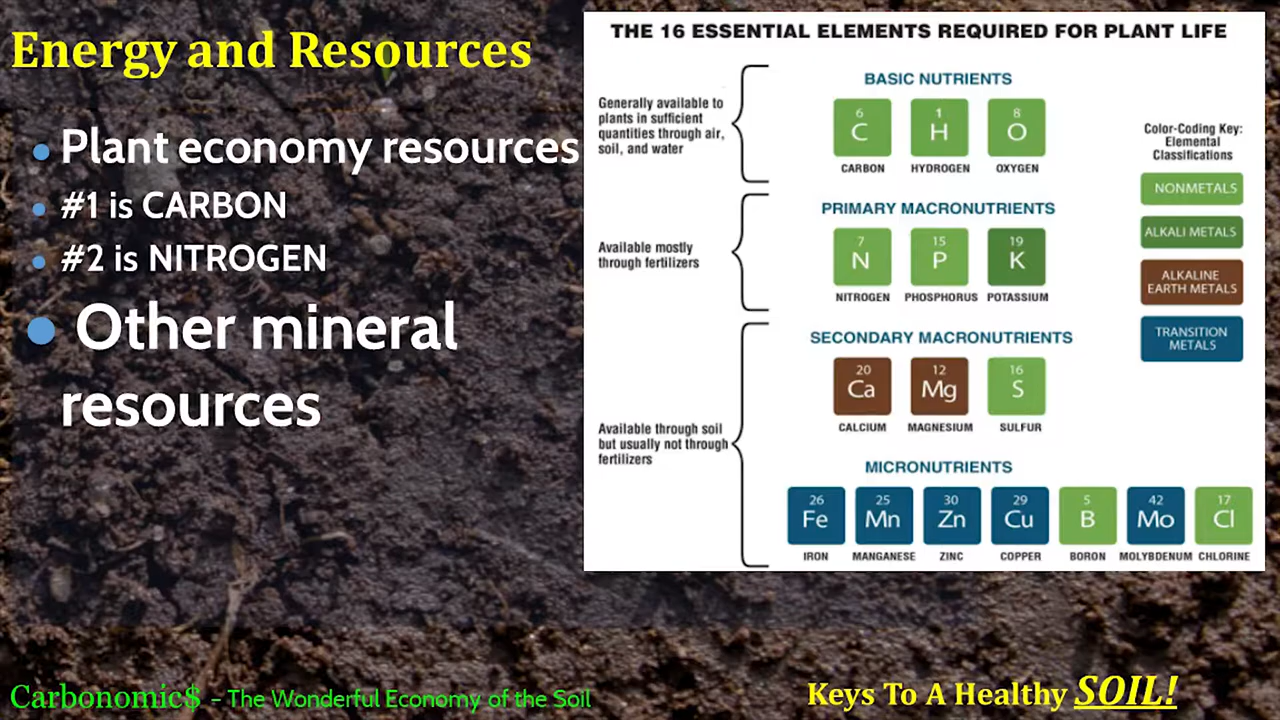 Energy and Resources
Plant economy resources
#1 is CARBON
#2 is NITROGEN
Other mineral
resources
THE 16 ESSENTIAL ELEMENTS REQUIRED FOR PLANT LIFE
BASIC NUTRIENTS
Generally available to
plants in sufficient
quantities through air,
soil, and water
6 1 8
C H O
CARBON HYDROGEN OXYGEN
PRIMARY MACRONUTRIENTS
Available mostly
through fertilizers
7 15 19
N P K
NITROGEN PHOSPHORUS POTASSIUM
SECONDARY MACRONUTRIENTS
20 12 16
Ca Mg S
CALCIUM MAGNESIUM SULFUR
Available through soil
but usually not through
fertilizers
MICRONUTRIENTS
26 25 30 29 5 42 17
Fe Mn Zn Cu B Mo Cl
IRON MANGANESE ZINC COPPER BORON MOLYBDENUM CHLORINE
Color-Coding Key:
Elemental
Classifications
NONMETALS
ALKALI METALS
ALKALINE
EARTH METALS
TRANSITION
METALS
Carbonomic$ – The Wonderful Economy of the Soil
Keys To A Healthy SOIL!